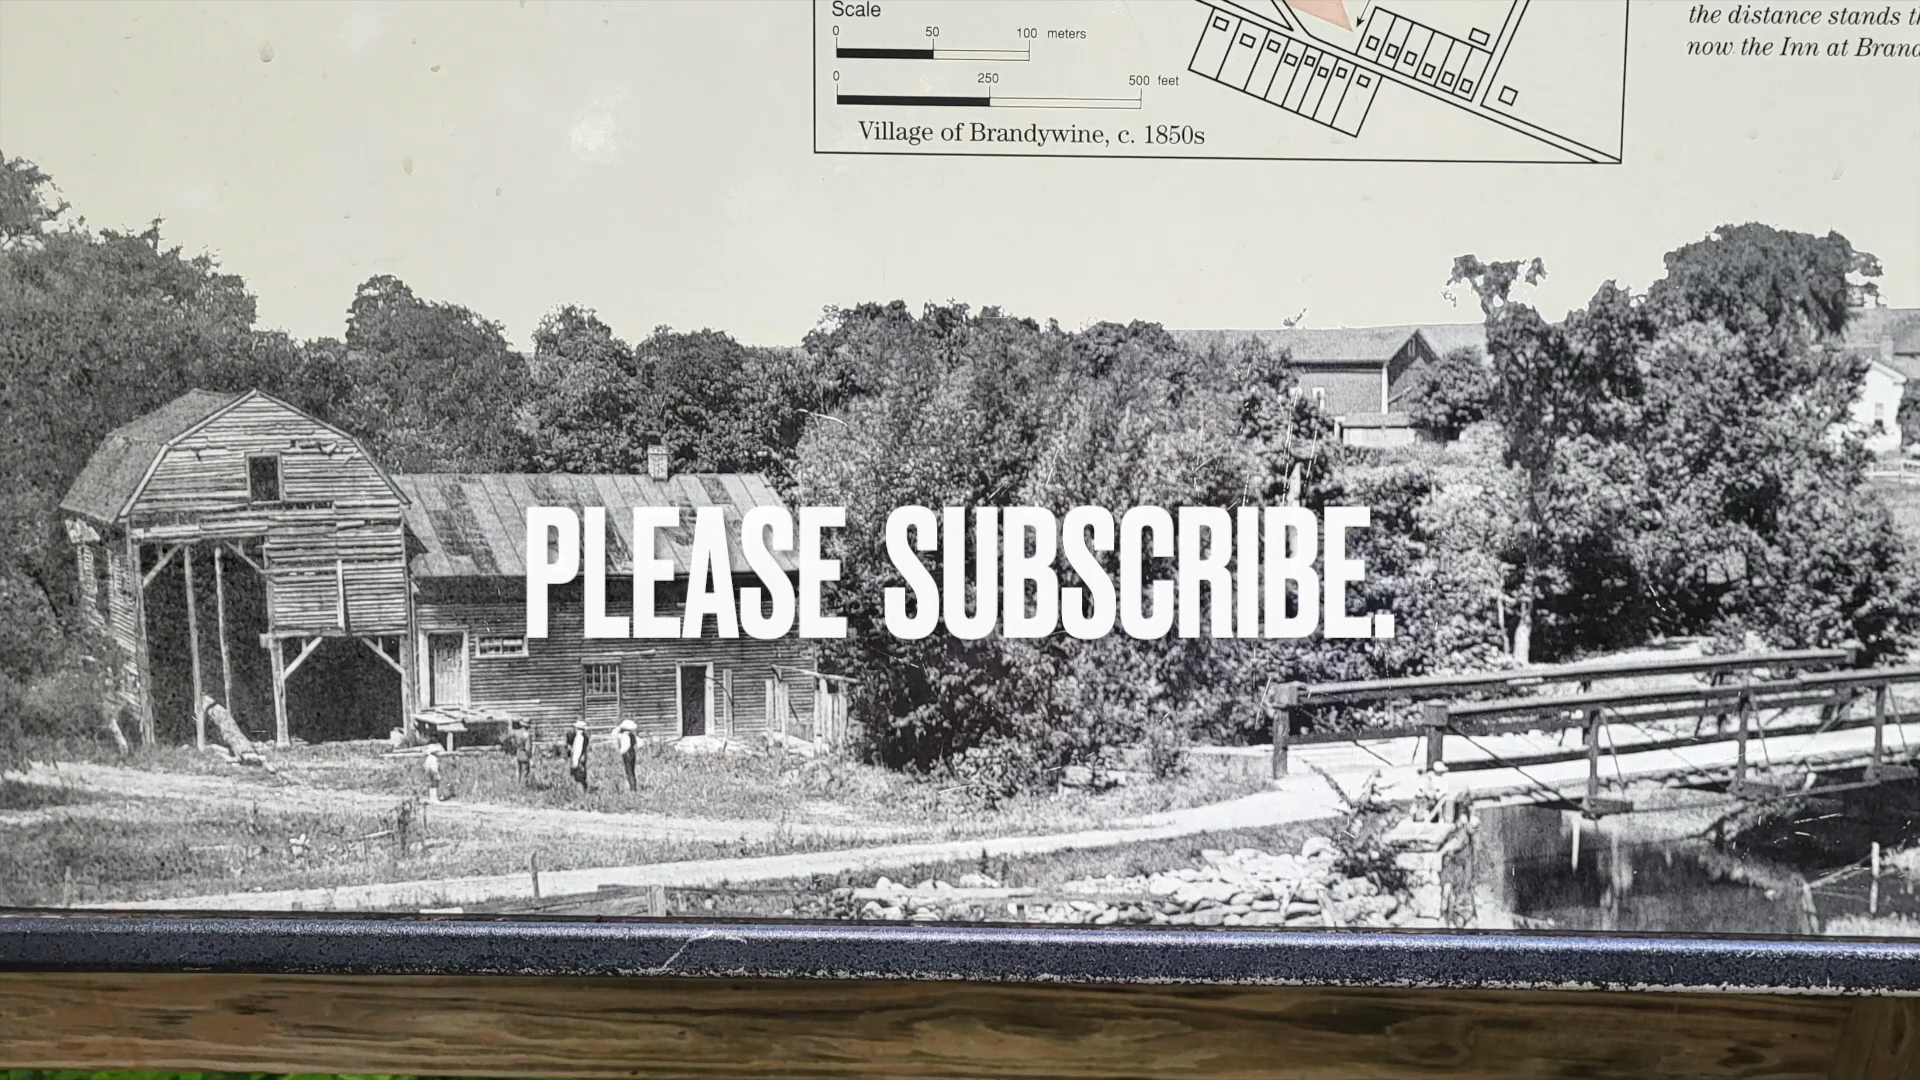 Scale
0 50 100 meters
0 250 500 feet
Village of Brandywine, c. 1850s
the distance stands
now the Inn at
PLEASE SUBSCRIBE.